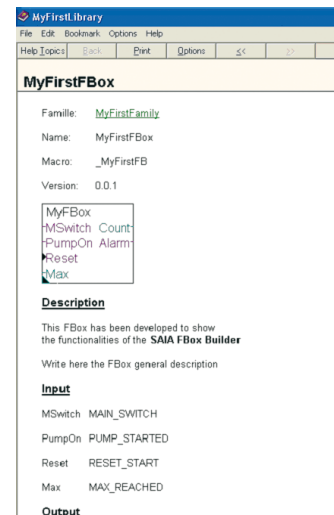 MyFirstLibrary
File Edit Bookmark Options Help
Help Topics Back Print Options << >>
MyFirstFBox
Famille: MyFirstFamily
Name: MyFirstFBox
Macro: _MyFirstFB
Version: 0.0.1
MyFBox
MSwitch Count
PumpOn Alarm
Reset
Max
Description
This FBox has been developed to show
the functionalities of the SAIA FBox Builder
Write here the FBox general description
Input
MSwitch MAIN_SWITCH
PumpOn PUMP_STARTED
Reset RESET_START
Max MAX_REACHED
Output